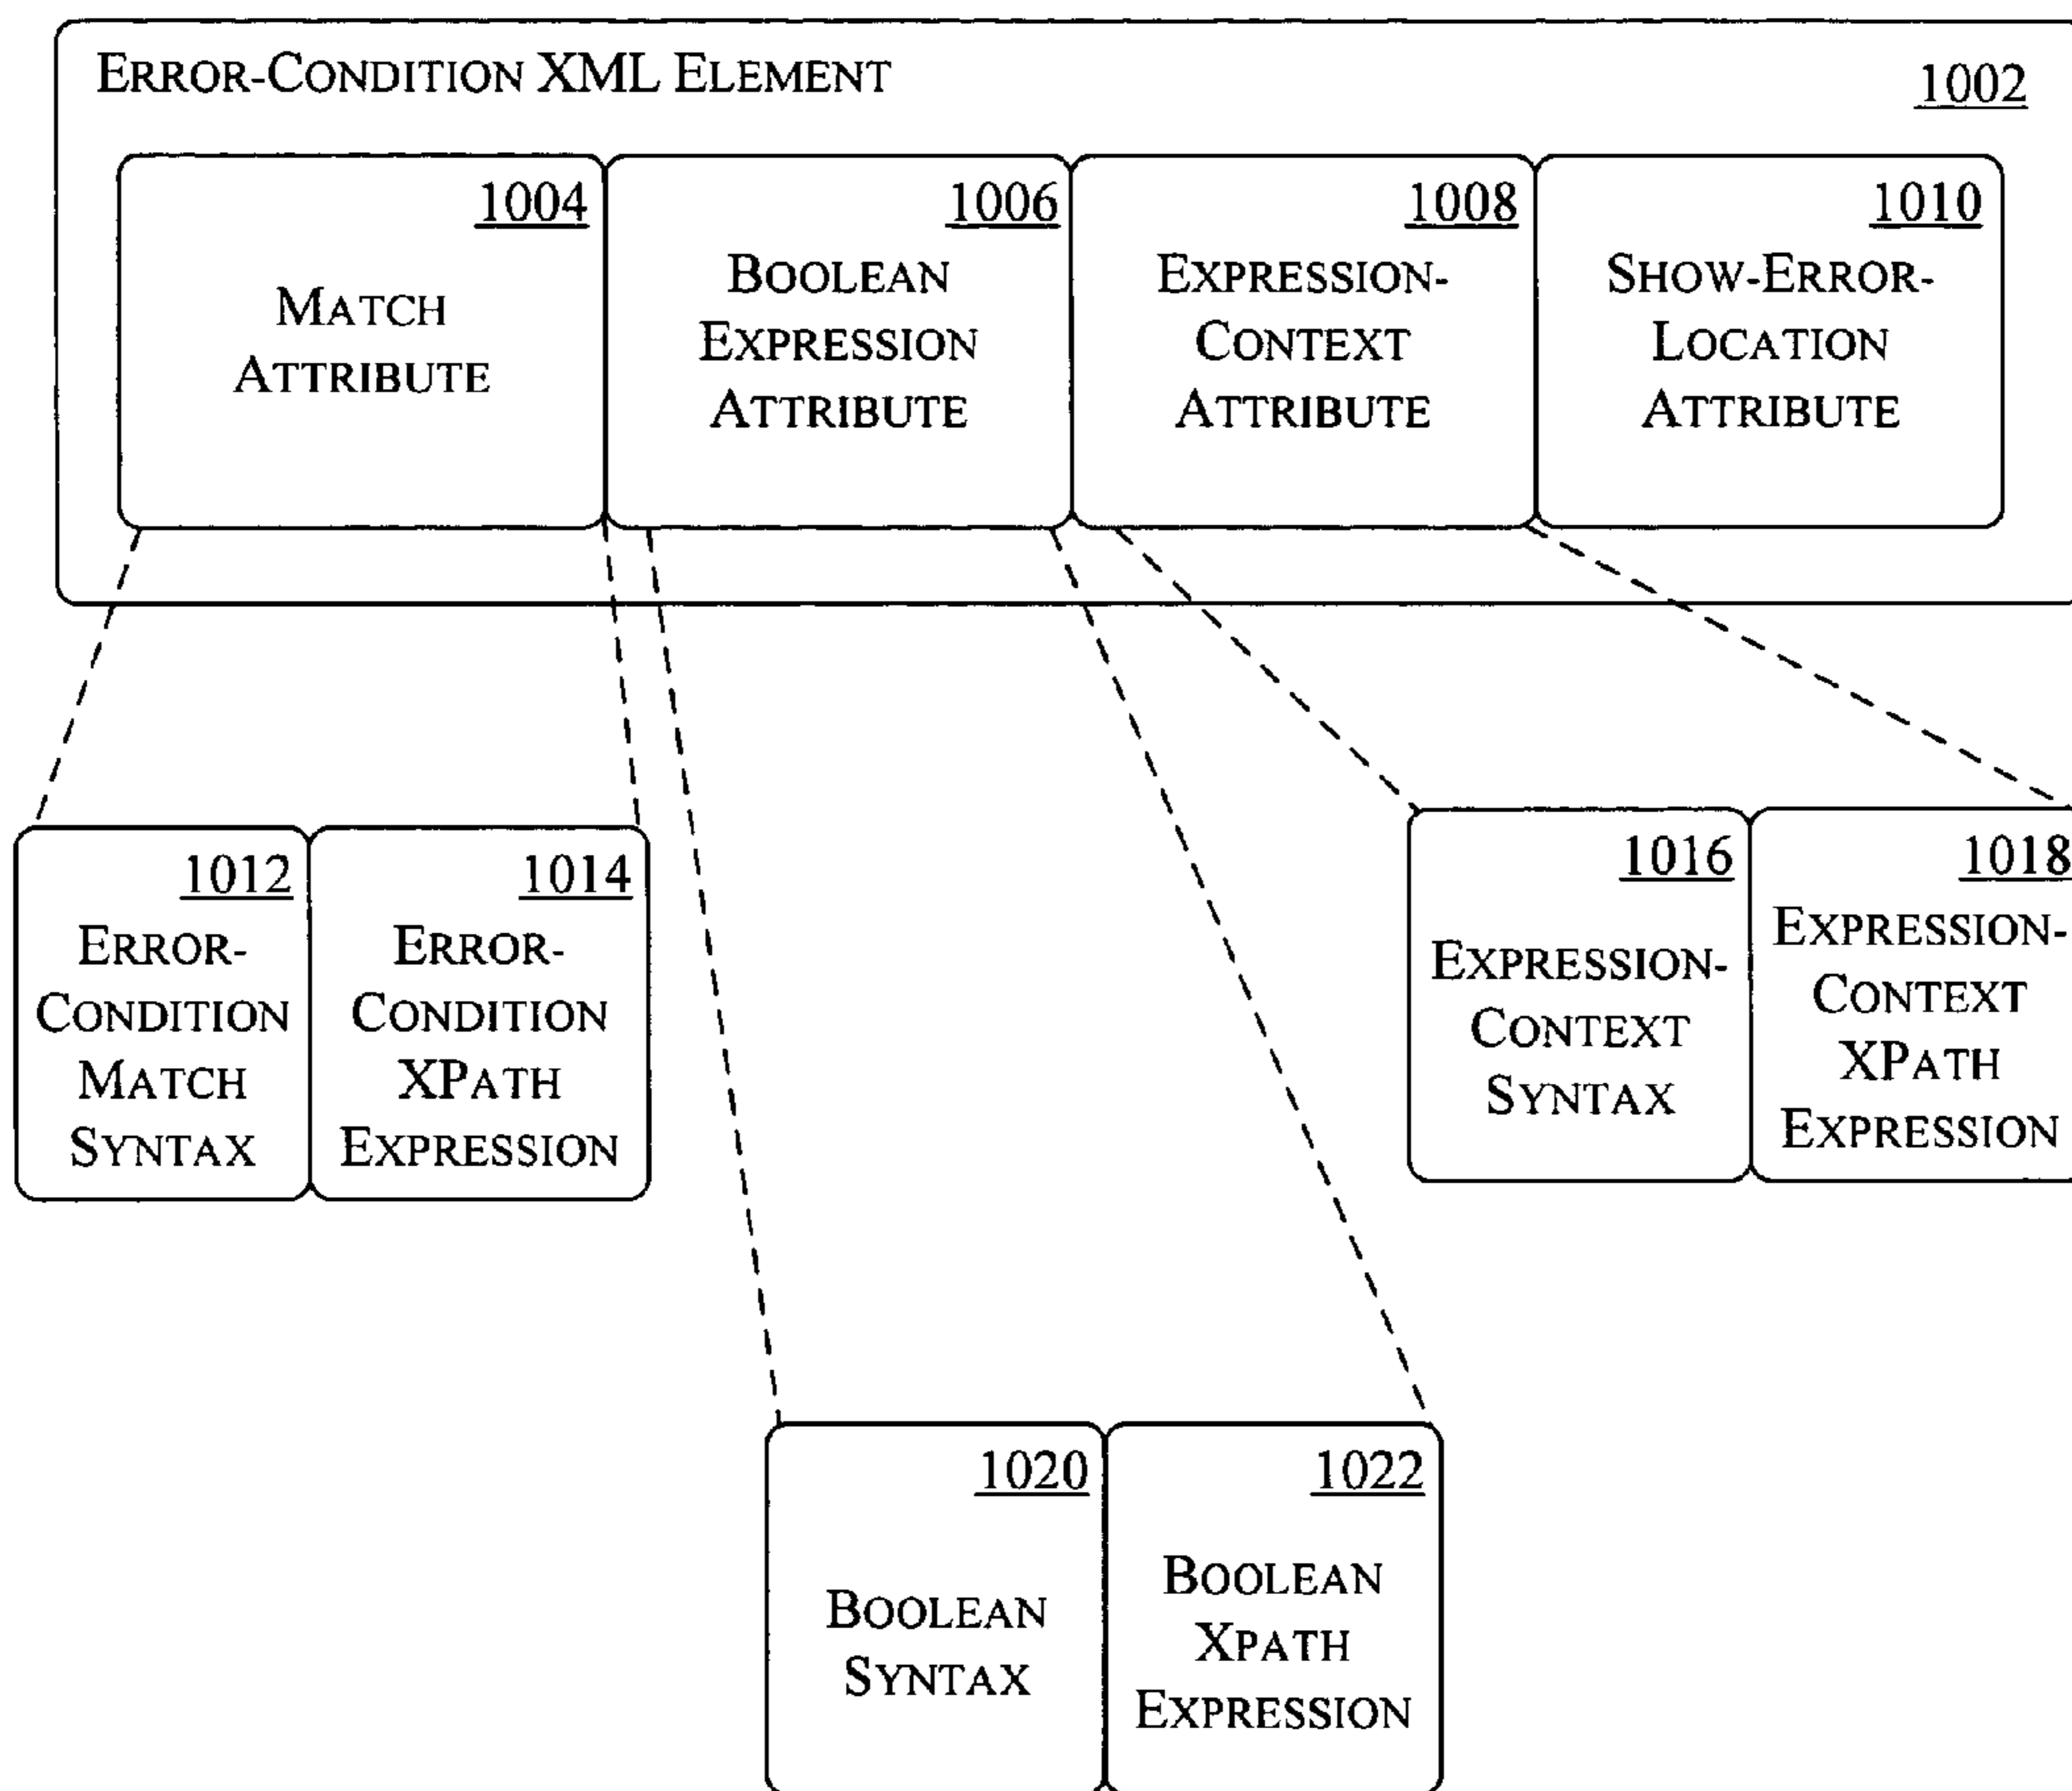 ERROR-CONDITION XML ELEMENT
1002
1004
MATCH
ATTRIBUTE
1006
BOOLEAN
EXPRESSION
ATTRIBUTE
1008
EXPRESSION-
CONTEXT
ATTRIBUTE
1010
SHOW-ERROR-
LOCATION
ATTRIBUTE
1012
ERROR-
CONDITION
MATCH
SYNTAX
1014
ERROR-
CONDITION
XPATH
EXPRESSION
1016
EXPRESSION-
CONTEXT
SYNTAX
1018
EXPRESSION-
CONTEXT
XPATH
EXPRESSION
1020
BOOLEAN
SYNTAX
1022
BOOLEAN
XPATH
EXPRESSION